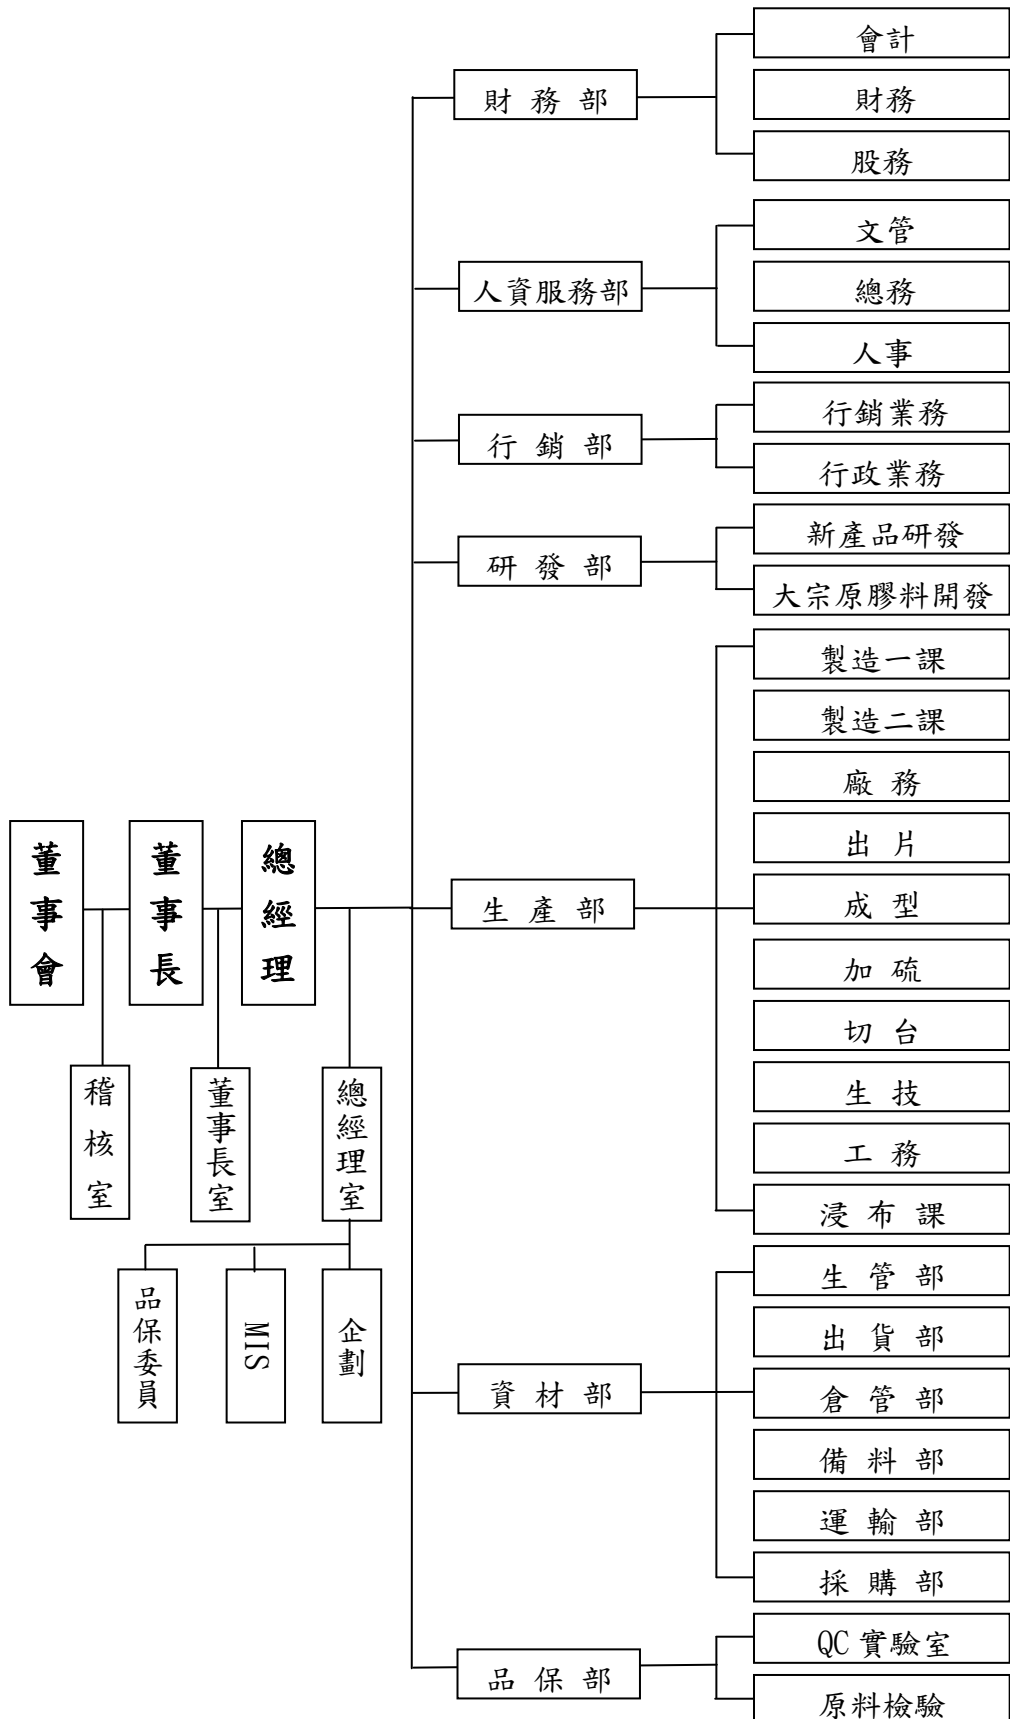 會計
財務
股務
財務部
文管
總務
人事
人資服務部
行銷業務
行政業務
行銷部
新產品研發
大宗原膠料開發
研發部
製造一課
製造二課
廠務
出片
成型
加硫
切台
生技
工務
浸布課
生產部
董事會
董事長
總經理
稽核室
董事長室
總經理室
品保委員
MIS
企劃
生管部
出貨部
倉管部
備料部
運輸部
採購部
資材部
QC實驗室
原料檢驗
品保部